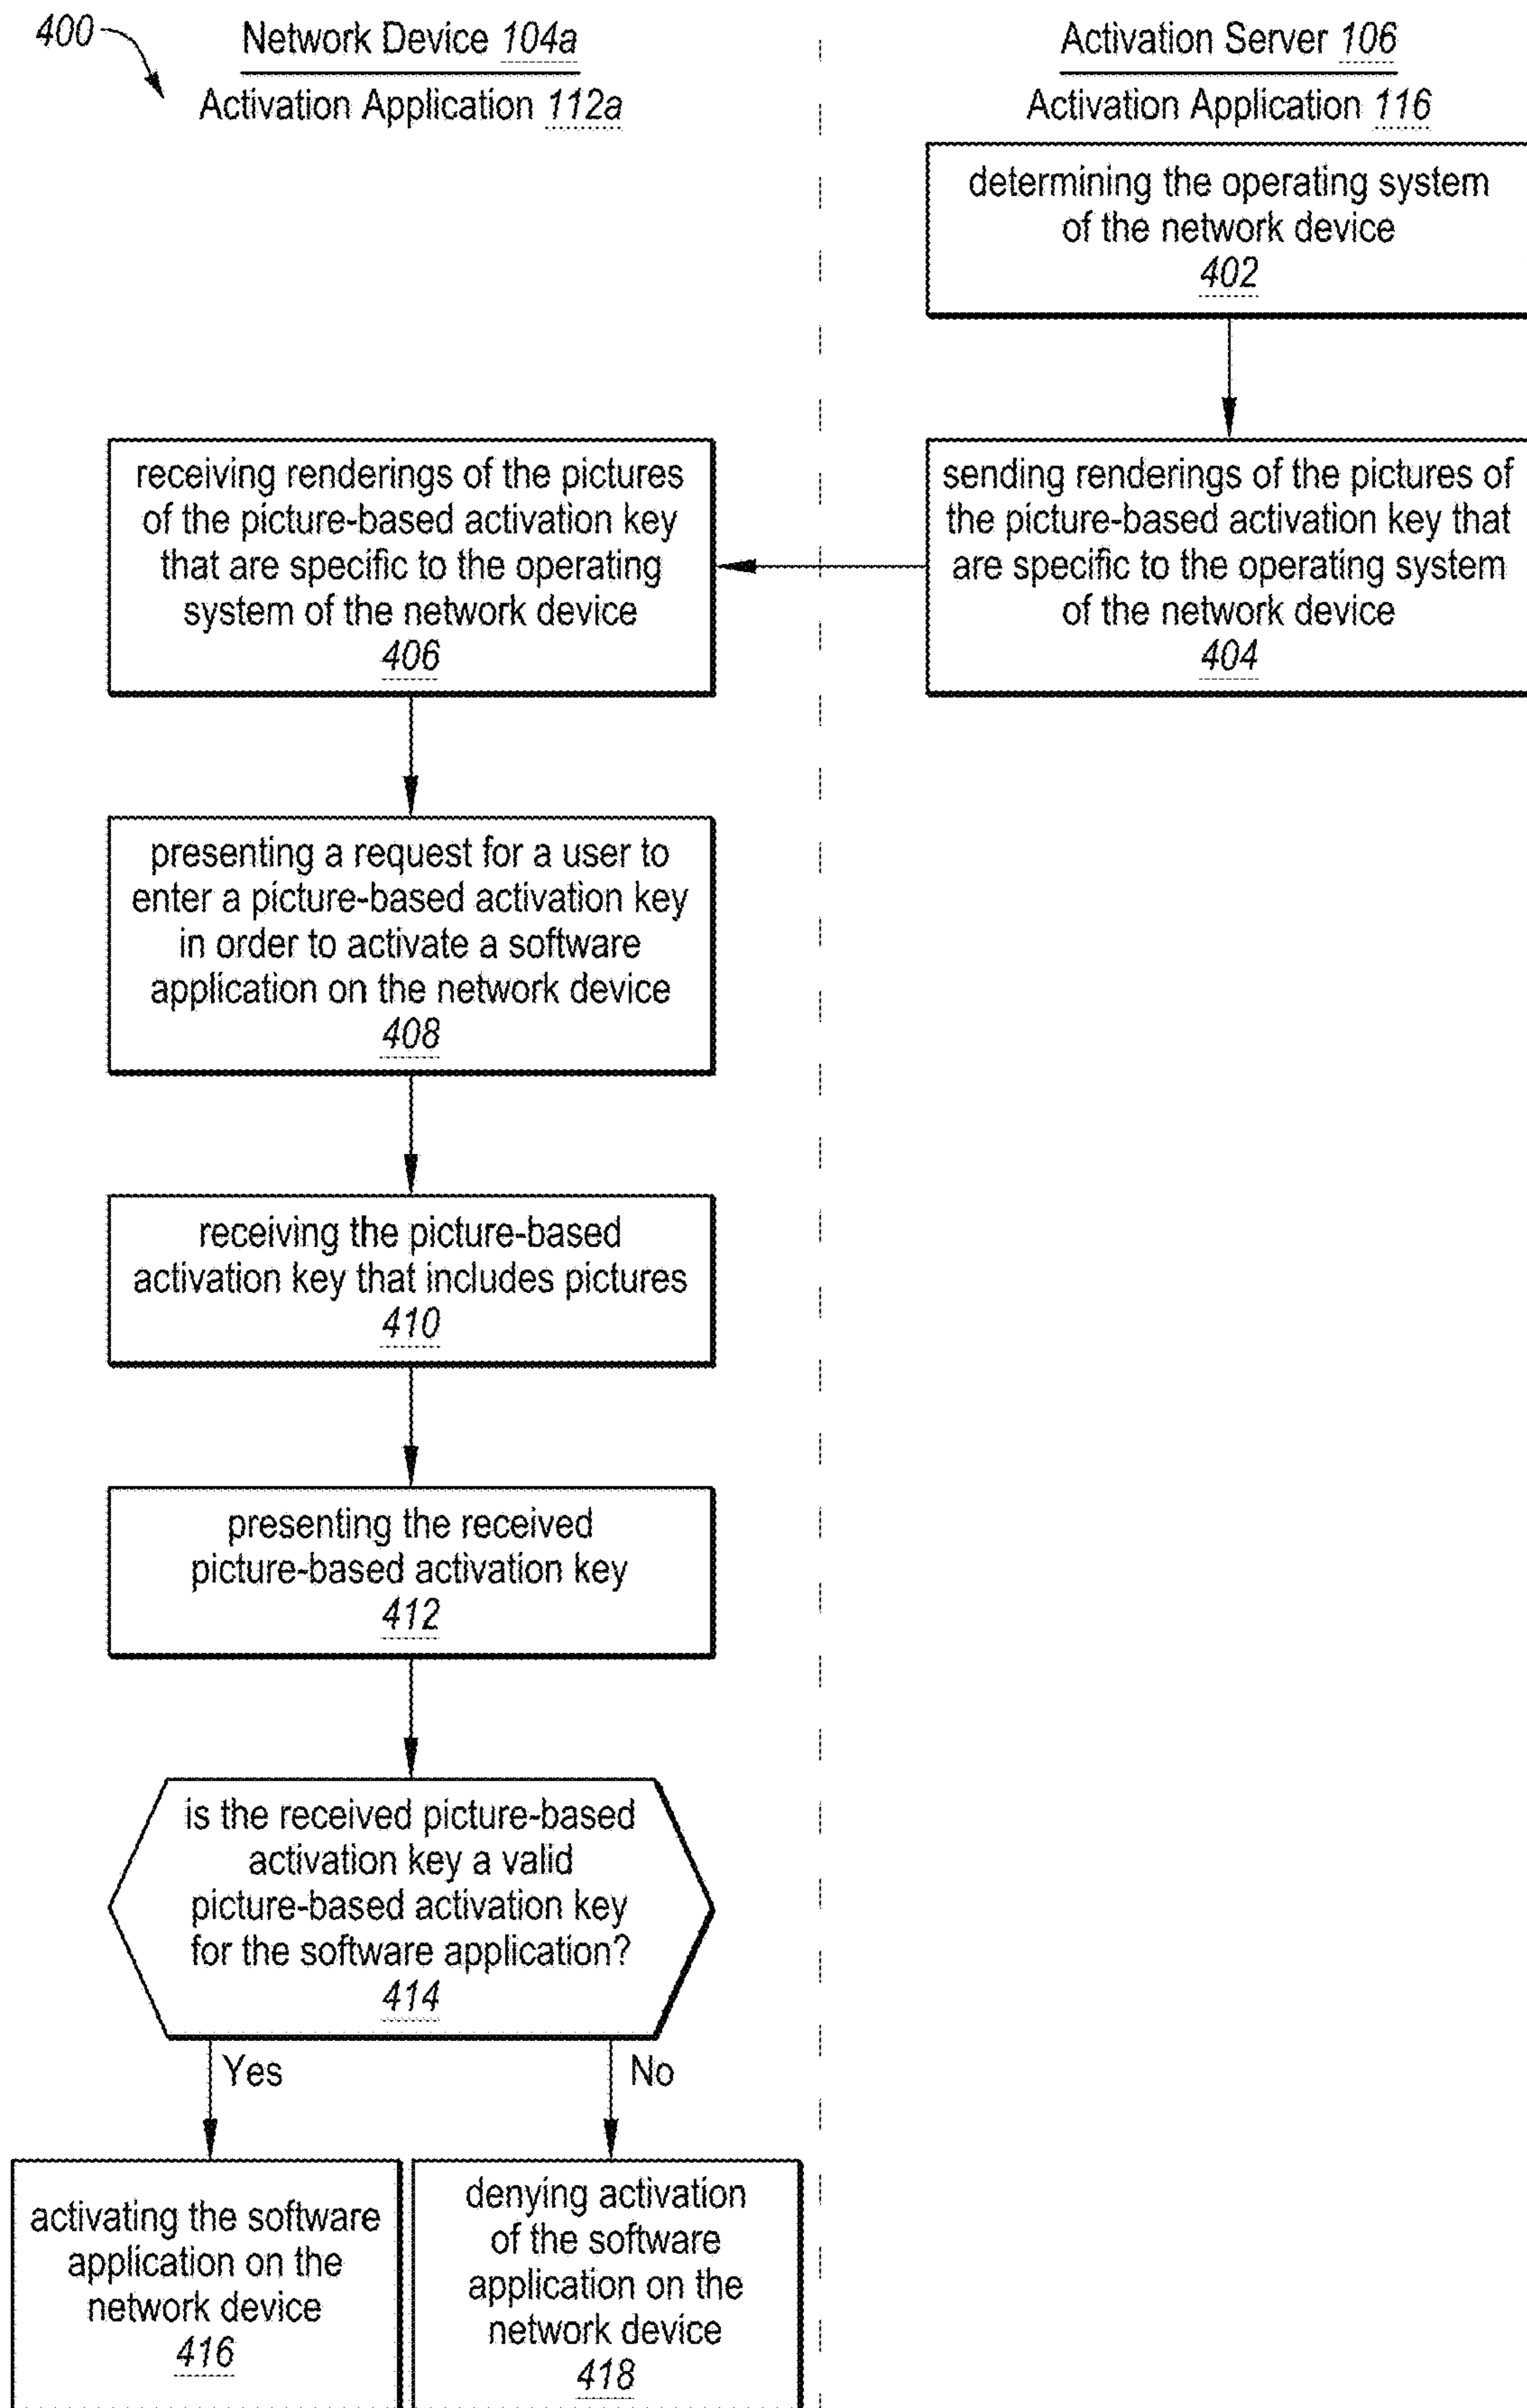 400
Network Device 104a
Activation Application 112a
Activation Server 106
Activation Application 116
determining the operating system
of the network device
402
sending renderings of the pictures of
the picture-based activation key that
are specific to the operating system
of the network device
404
receiving renderings of the pictures
of the picture-based activation key
that are specific to the operating
system of the network device
406
presenting a request for a user to
enter a picture-based activation key
in order to activate a software
application on the network device
408
receiving the picture-based
activation key that includes pictures
410
presenting the received
picture-based activation key
412
is the received picture-based
activation key a valid
picture-based activation key
for the software application?
414
Yes
No
activating the software
application on the
network device
416
denying activation
of the software
application on the
network device
418